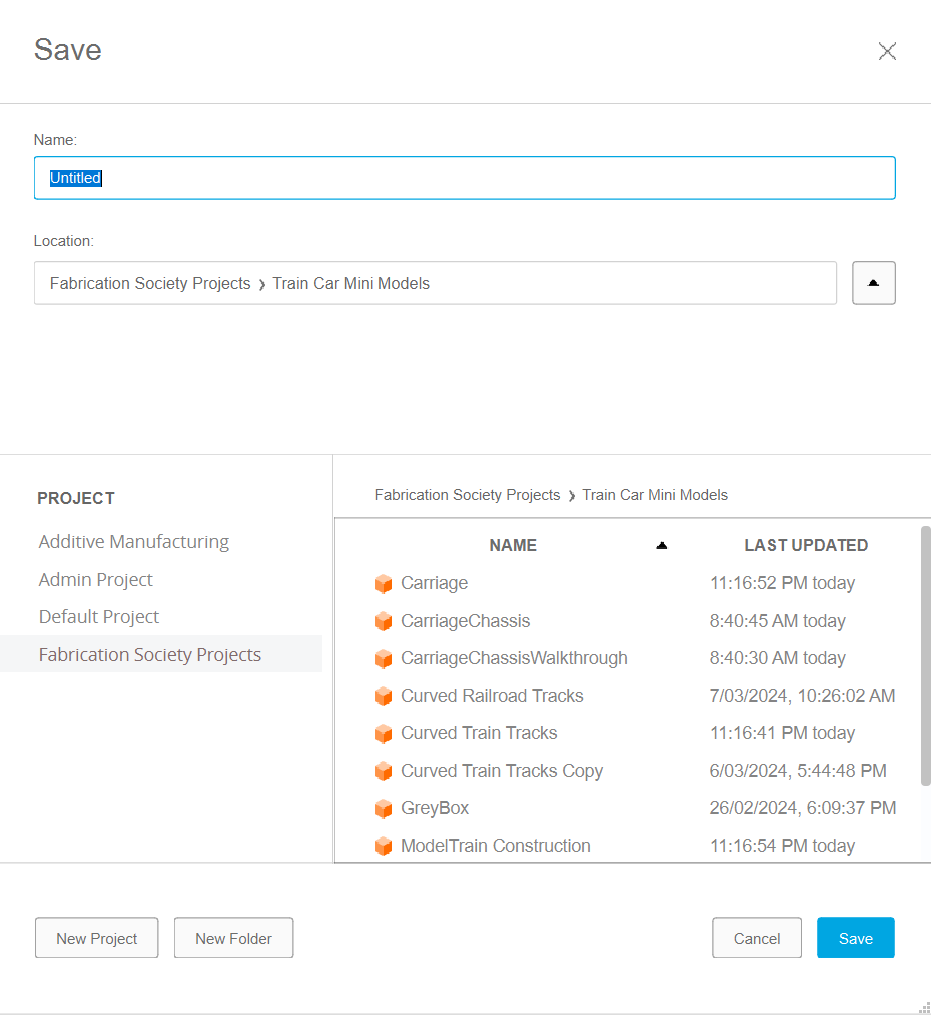 Save
Name:
Untitled
Location:
Fabrication Society Projects ❯ Train Car Mini Models
PROJECT
Additive Manufacturing
Admin Project
Default Project
Fabrication Society Projects
Fabrication Society Projects ❯ Train Car Mini Models
NAME LAST UPDATED
Carriage 11:16:52 PM today
CarriageChassis 8:40:45 AM today
CarriageChassisWalkthrough 8:40:30 AM today
Curved Railroad Tracks 7/03/2024, 10:26:02 AM
Curved Train Tracks 11:16:41 PM today
Curved Train Tracks Copy 6/03/2024, 5:44:48 PM
GreyBox 26/02/2024, 6:09:37 PM
ModelTrain Construction 11:16:54 PM today
New Project New Folder Cancel Save